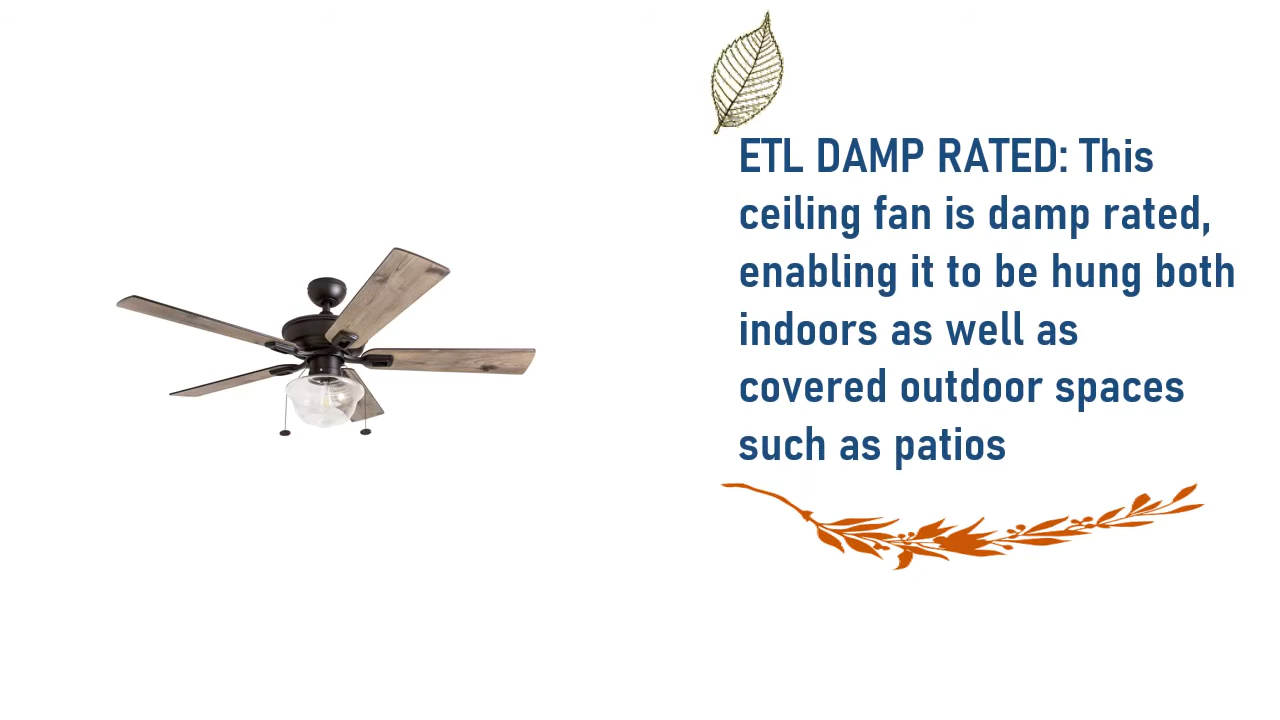 ETL DAMP RATED: This
ceiling fan is damp rated,
enabling it to be hung both
indoors as well as
covered outdoor spaces
such as patios